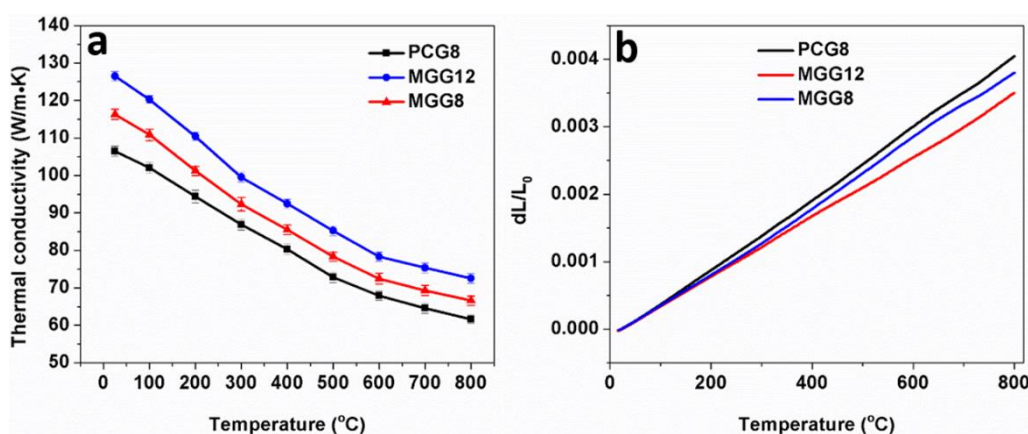 a
PCG8
MGG12
MGG8
Thermal conductivity (W/m•K)
140
130
120
110
100
90
80
70
60
50
0 100 200 300 400 500 600 700 800
Temperature (°C)
b
PCG8
MGG12
MGG8
dL/L₀
0.004
0.003
0.002
0.001
0.000
200 400 600 800
Temperature (°C)